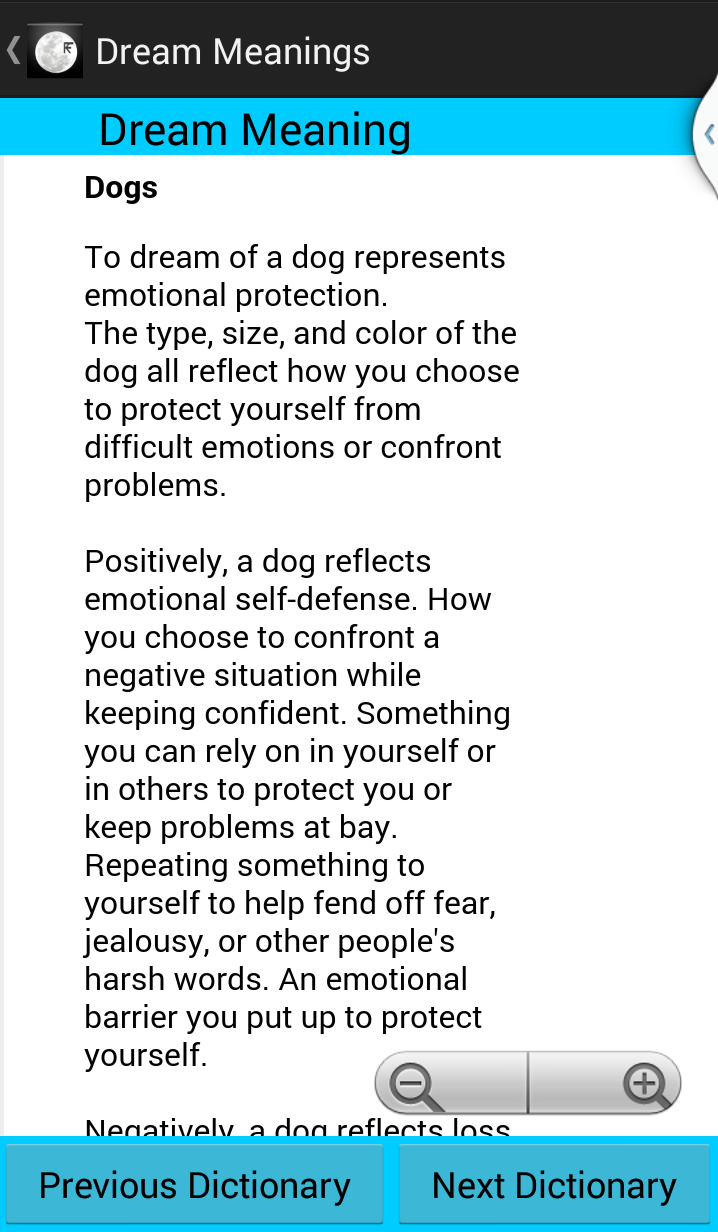 Dream Meanings
Dream Meaning
Dogs
To dream of a dog represents
emotional protection.
The type, size, and color of the
dog all reflect how you choose
to protect yourself from
difficult emotions or confront
problems.
Positively, a dog reflects
emotional self-defense. How
you choose to confront a
negative situation while
keeping confident. Something
you can rely on in yourself or
in others to protect you or
keep problems at bay.
Repeating something to
yourself to help fend off fear,
jealousy, or other people's
harsh words. An emotional
barrier you put up to protect
yourself.
Negatively, a dog reflects loss
Previous Dictionary
Next Dictionary